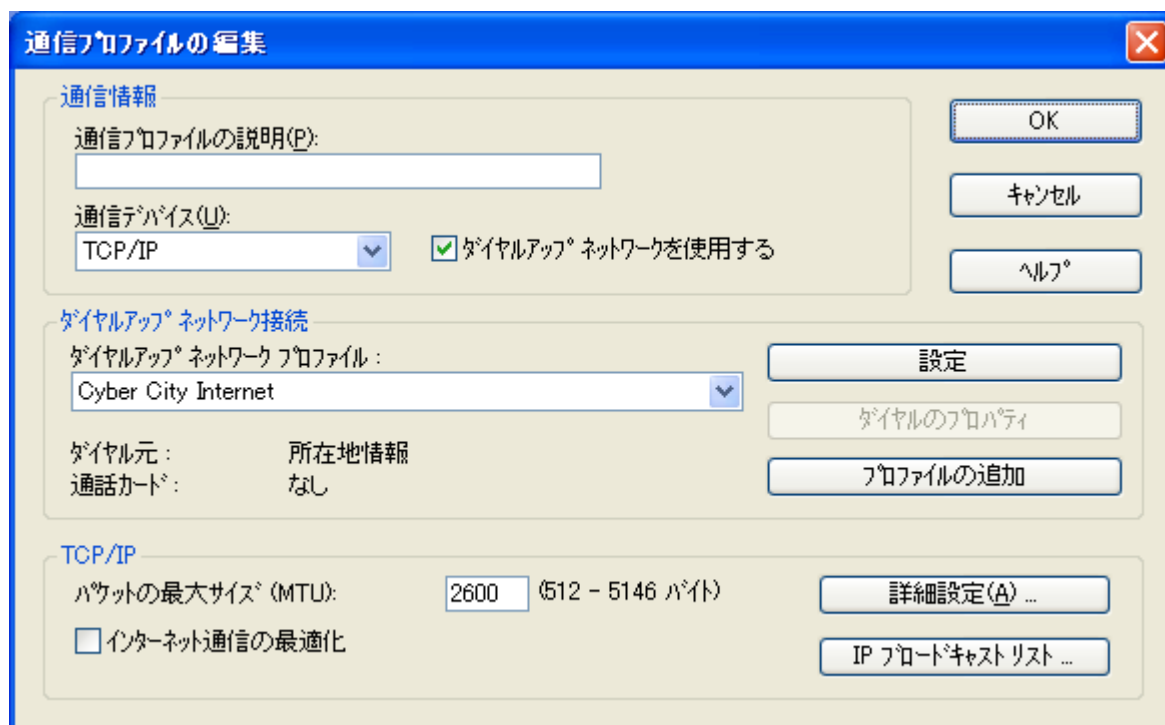 通信プロファイルの編集
通信情報
通信プロファイルの説明(P):
OK
キャンセル
通信デバイス(U):
TCP/IP
ダイヤルアップ ネットワークを使用する
ヘルプ
ダイヤルアップ ネットワーク接続
ダイヤルアップ ネットワーク プロファイル :
設定
Cyber City Internet
ダイヤルのプロパティ
ダイヤル元 : 所在地情報
通話カード : なし
プロファイルの追加
TCP/IP
パケットの最大サイズ (MTU): 2600 (512 - 5146 バイト)
詳細設定(A) ...
インターネット通信の最適化
IP ブロードキャスト リスト ...